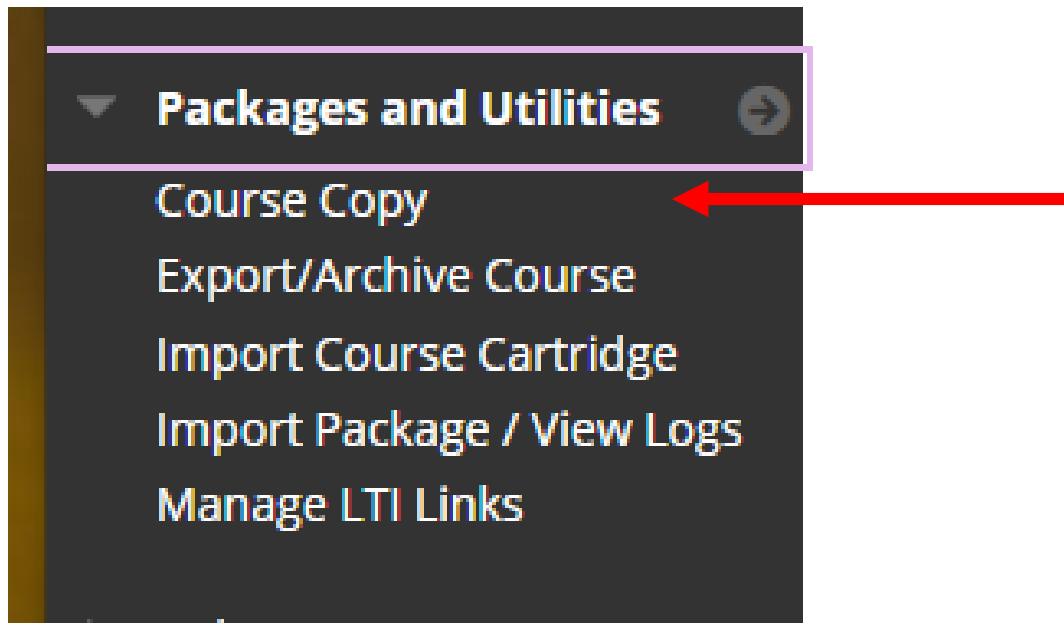 Packages and Utilities
Course Copy
Export/Archive Course
Import Course Cartridge
Import Package / View Logs
Manage LTI Links